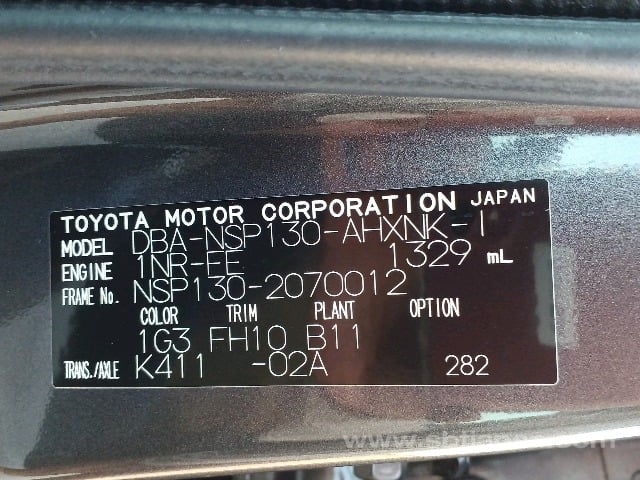 TOYOTA MOTOR CORPORATION JAPAN
MODEL DBA-NSP130-AHXNK-I
ENGINE 1NR-FE 1329 mL
FRAME No. NSP130-2070012
COLOR TRIM PLANT OPTION
1G3 FH10 B11
TRANS./AXLE K411 -02A 282